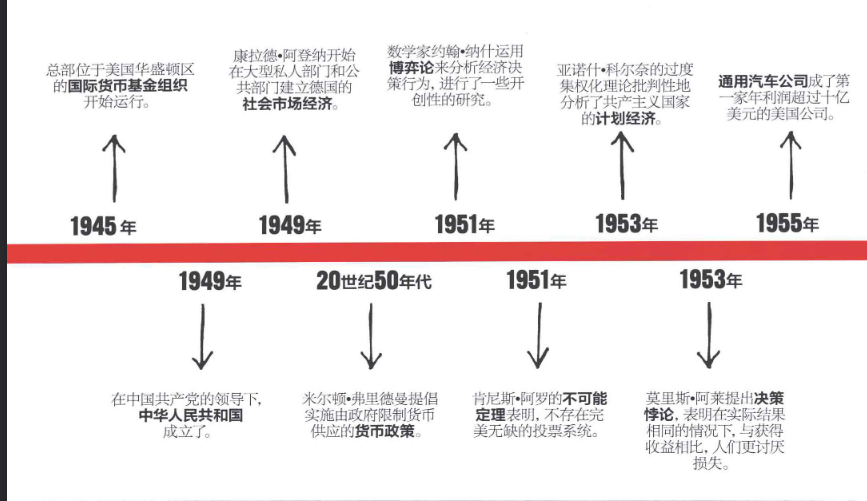 总部位于美国华盛顿区
的国际货币基金组织
开始运行。
康拉德•阿登纳开始
在大型私人部门和公
共部门建立德国的
社会市场经济。
数学家约翰•纳什运用
博弈论来分析经济决
策行为，进行了一些开
创性的研究。
亚诺什•科尔奈的过度
集权化理论批判性地
分析了共产主义国家
的计划经济。
通用汽车公司成了第
一家年利润超过十亿
美元的美国公司。
1945年
1949年
1951年
1953年
1955年
1949年
20世纪50年代
1951年
1953年
在中国共产党的领导下，
中华人民共和国
成立了。
米尔顿•弗里德曼提倡
实施由政府限制货币
供应的货币政策。
肯尼斯•阿罗的不可能
定理表明，不存在完
美无缺的投票系统。
莫里斯•阿莱提出决策
悖论，表明在实际结果
相同的情况下，与获得
收益相比，人们更讨厌
损失。